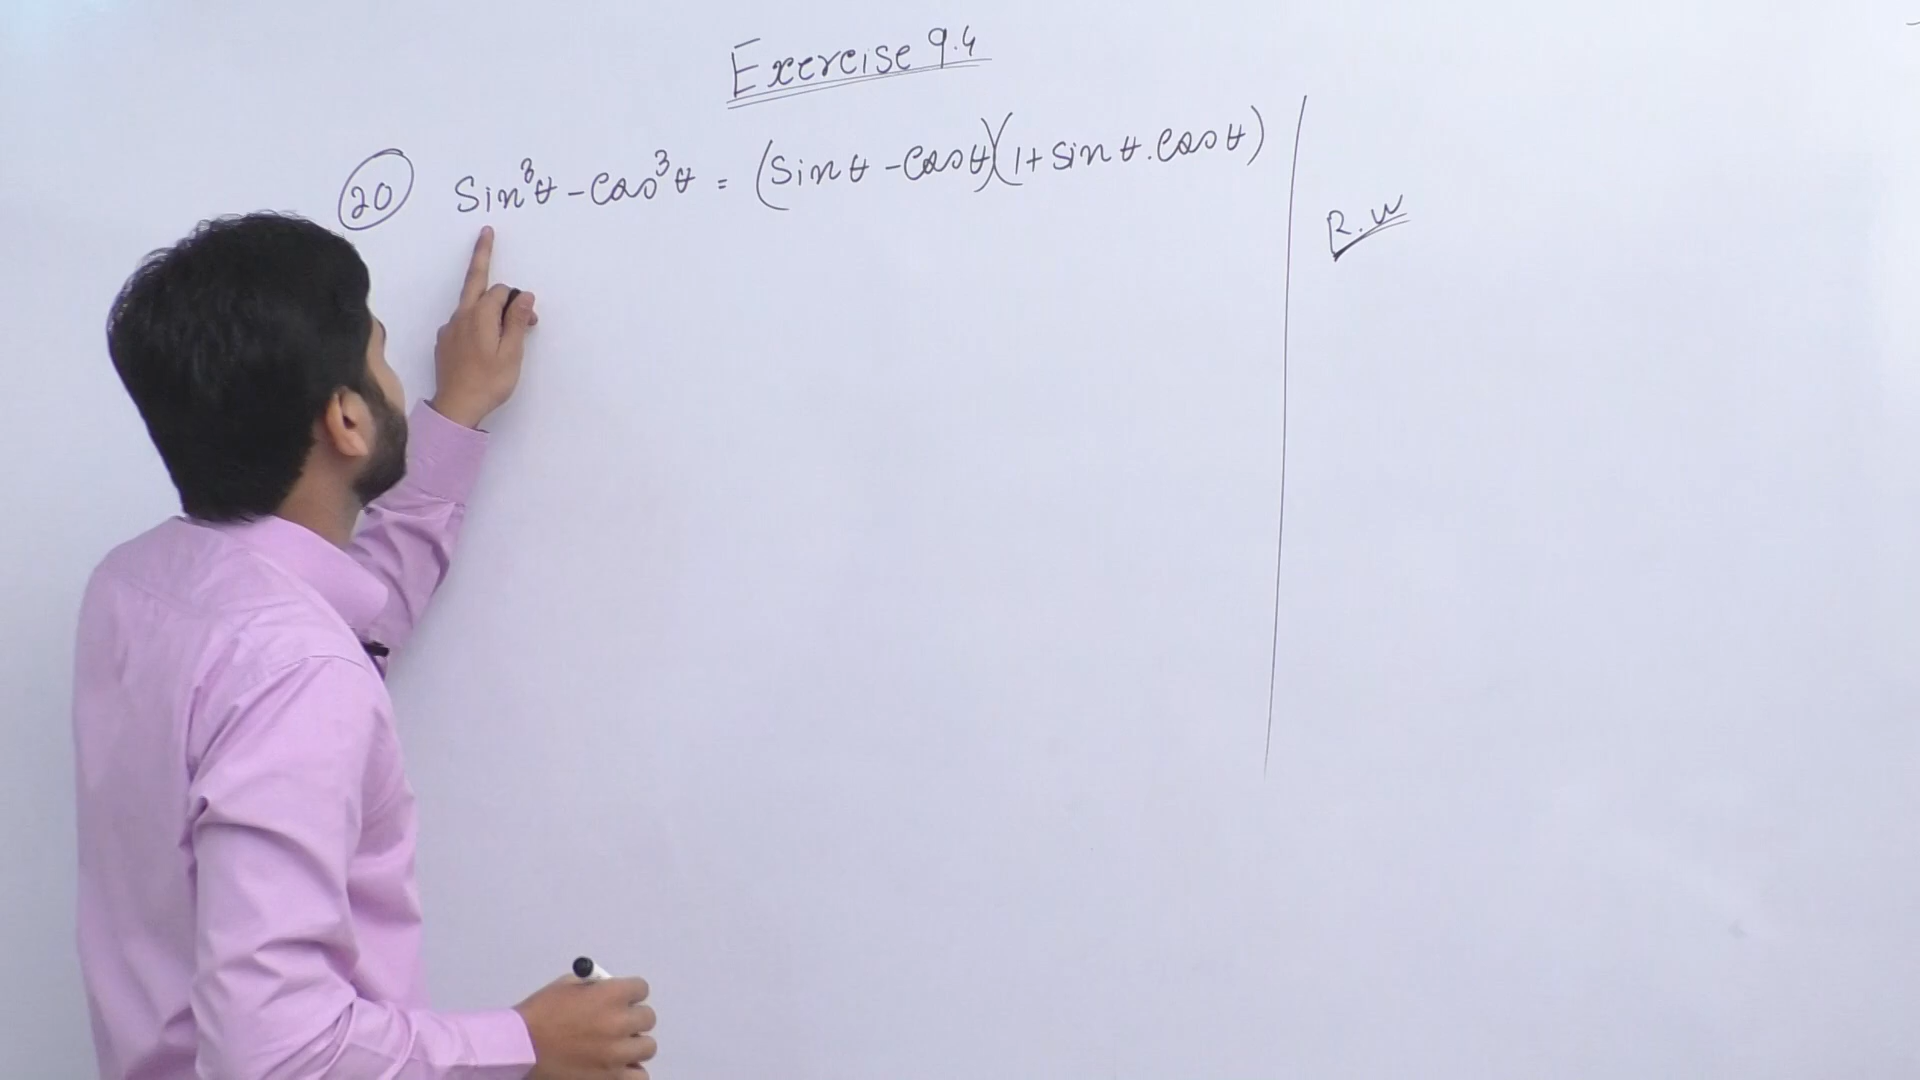 Exercise 9.4
20 Sin³θ - Cos³θ = (Sinθ - Cosθ)(1 + Sinθ . Cosθ)
R.W